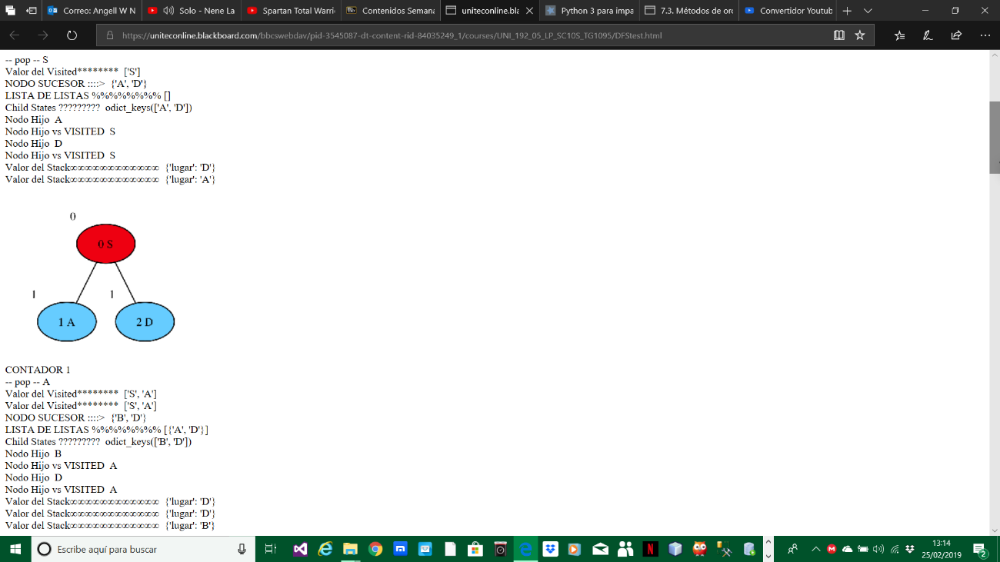 Correo: Angell W N
Solo - Nene La
Spartan Total Warri
Contenidos Semana
uniteconline.bla
Python 3 para impa
7.3. Métodos de ord
Convertidor Youtub
https://uniteconline.blackboard.com/bbcswebdav/pid-3545087-dt-content-rid-84035249_1/courses/UNI_192_05_LP_SC10S_TG1095/DFStest.html
-- pop -- S
Valor del Visited******** ['S']
NODO SUCESOR ::::> {'A', 'D'}
LISTA DE LISTAS %%%%%%%% []
Child States ????????? odict_keys(['A', 'D'])
Nodo Hijo A
Nodo Hijo vs VISITED S
Nodo Hijo D
Nodo Hijo vs VISITED S
Valor del Stack∞∞∞∞∞∞∞∞∞∞∞∞ {'lugar': 'D'}
Valor del Stack∞∞∞∞∞∞∞∞∞∞∞∞ {'lugar': 'A'}
0
0 S
1 1
1 A 2 D
CONTADOR 1
-- pop -- A
Valor del Visited******** ['S', 'A']
Valor del Visited******** ['S', 'A']
NODO SUCESOR ::::> {'B', 'D'}
LISTA DE LISTAS %%%%%%%% [{'A', 'D'}]
Child States ????????? odict_keys(['B', 'D'])
Nodo Hijo B
Nodo Hijo vs VISITED A
Nodo Hijo D
Nodo Hijo vs VISITED A
Valor del Stack∞∞∞∞∞∞∞∞∞∞∞∞ {'lugar': 'D'}
Valor del Stack∞∞∞∞∞∞∞∞∞∞∞∞ {'lugar': 'D'}
Valor del Stack∞∞∞∞∞∞∞∞∞∞∞∞ {'lugar': 'B'}
Escribe aquí para buscar
13:14
25/02/2019
2